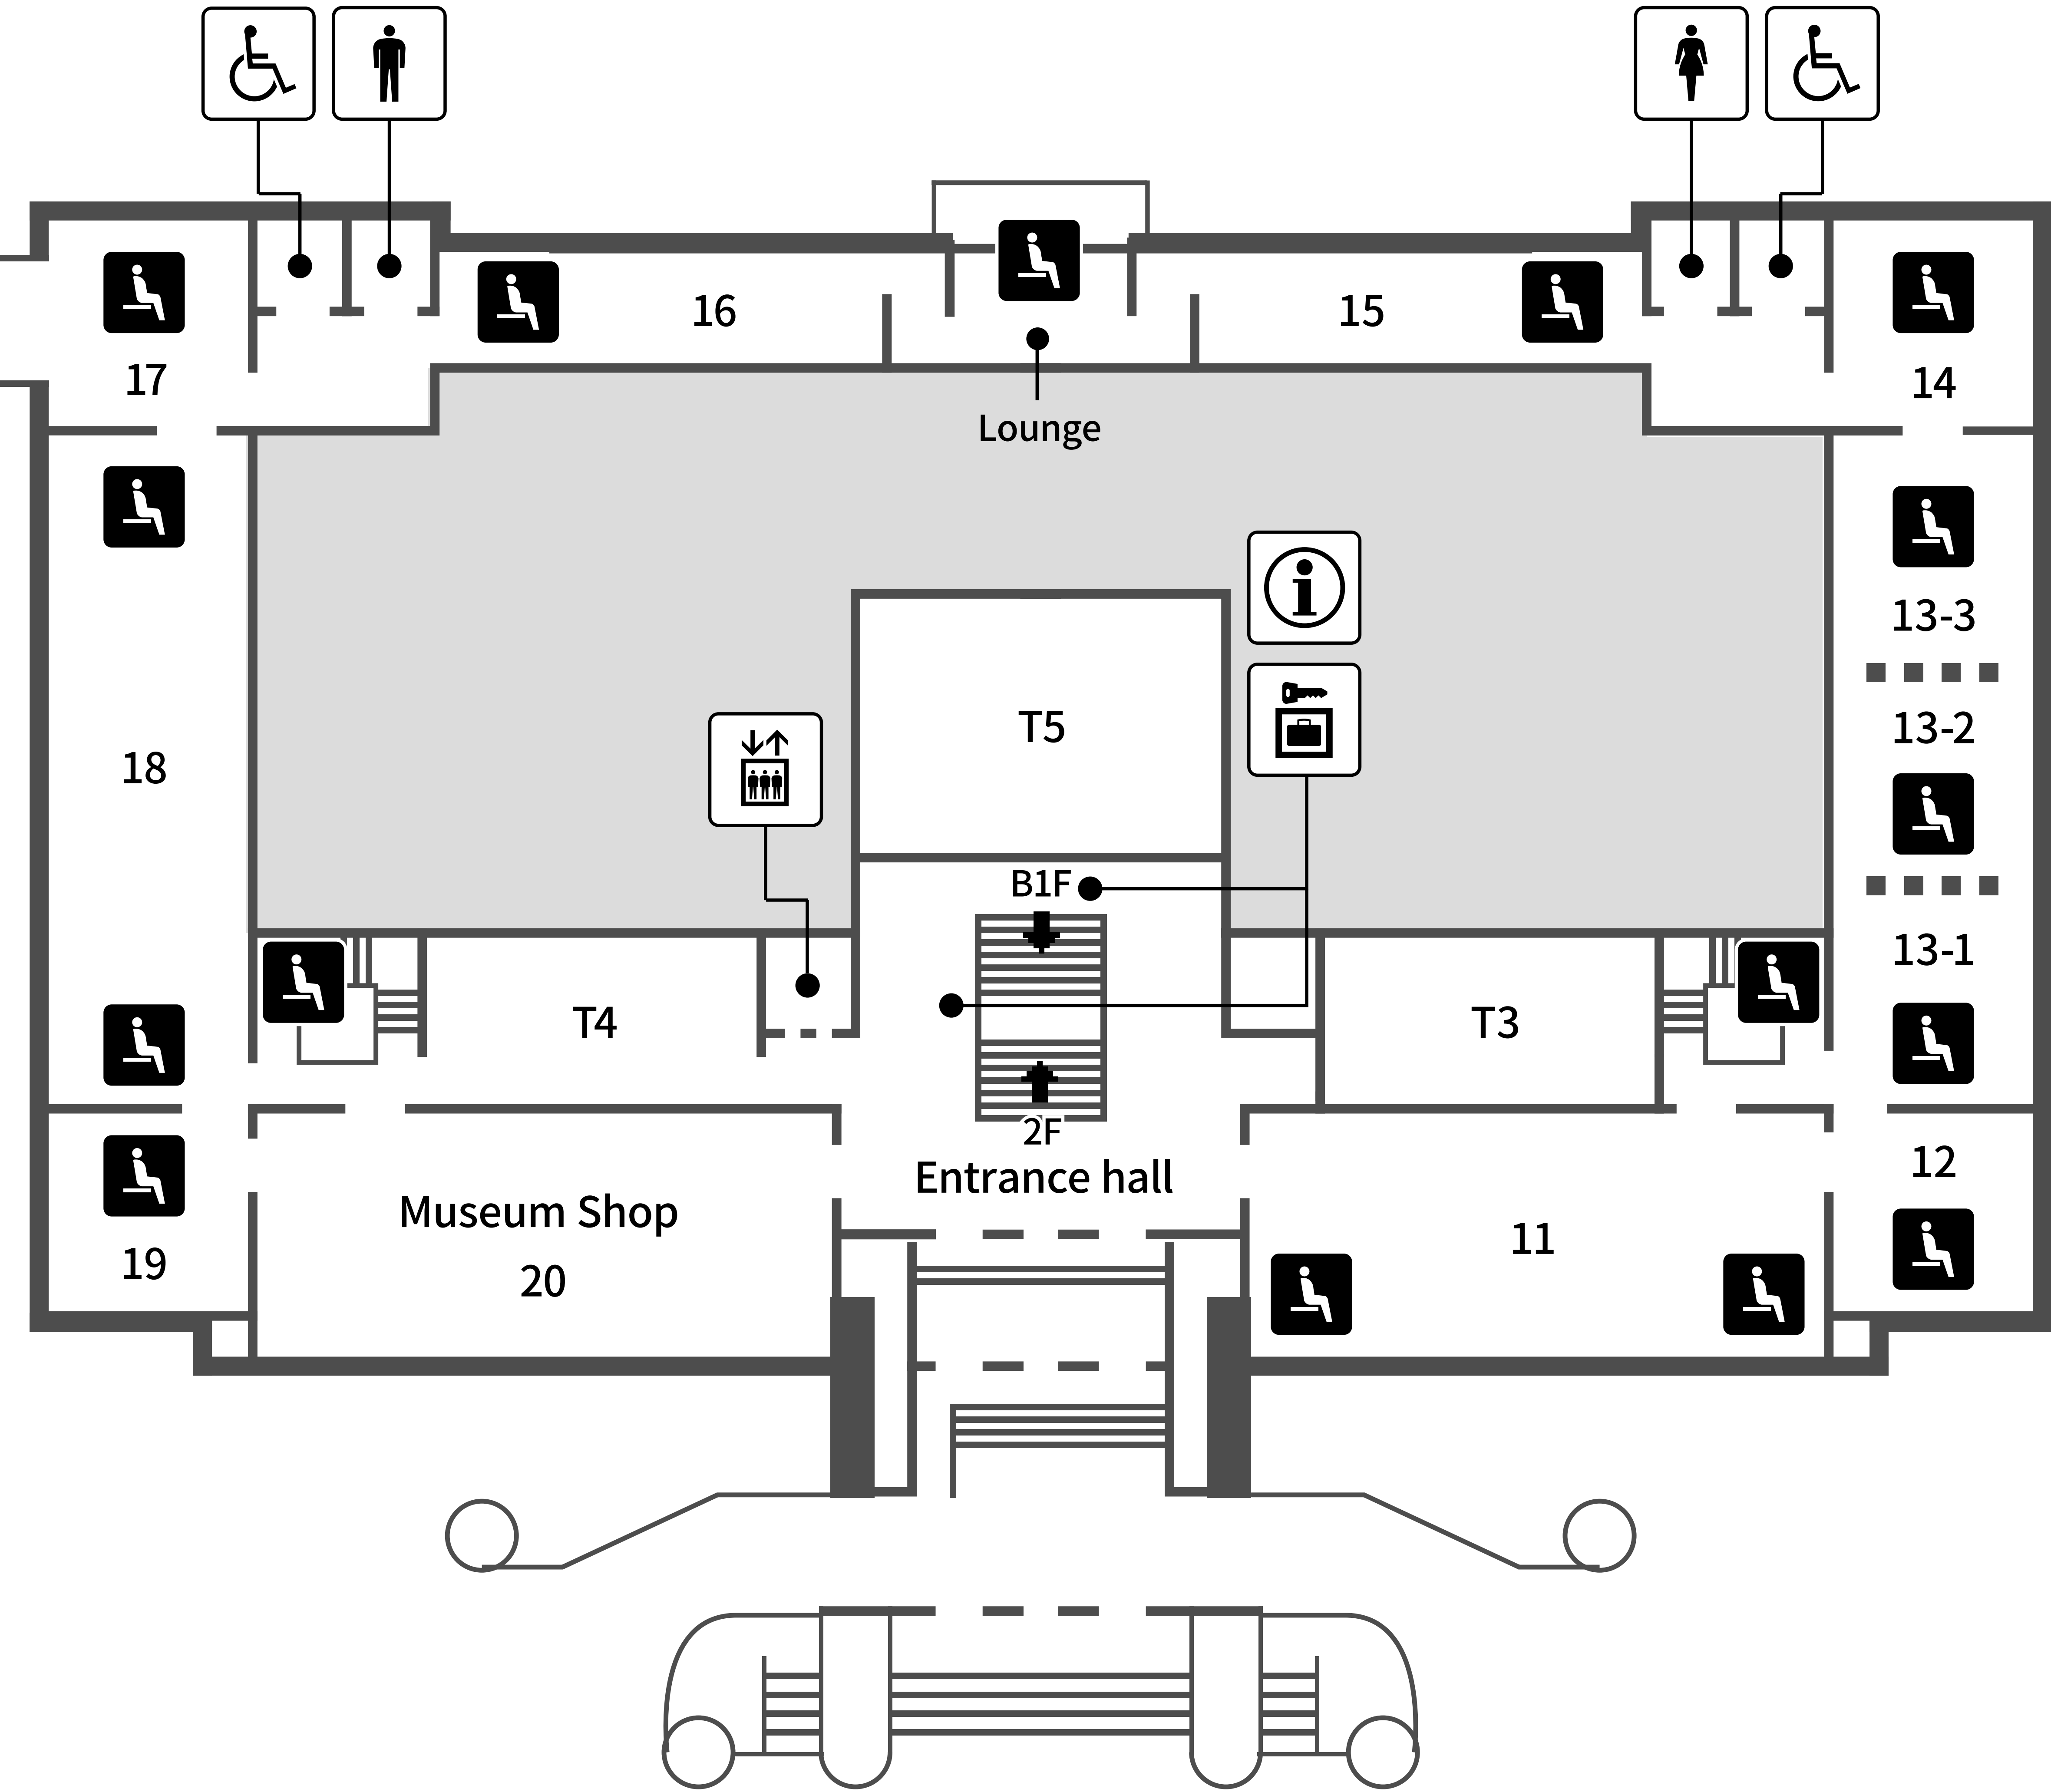 16
15
17
14
Lounge
13-3
T5
13-2
18
B1F
13-1
T4
T3
2F
Entrance hall
12
Museum Shop
11
19
20